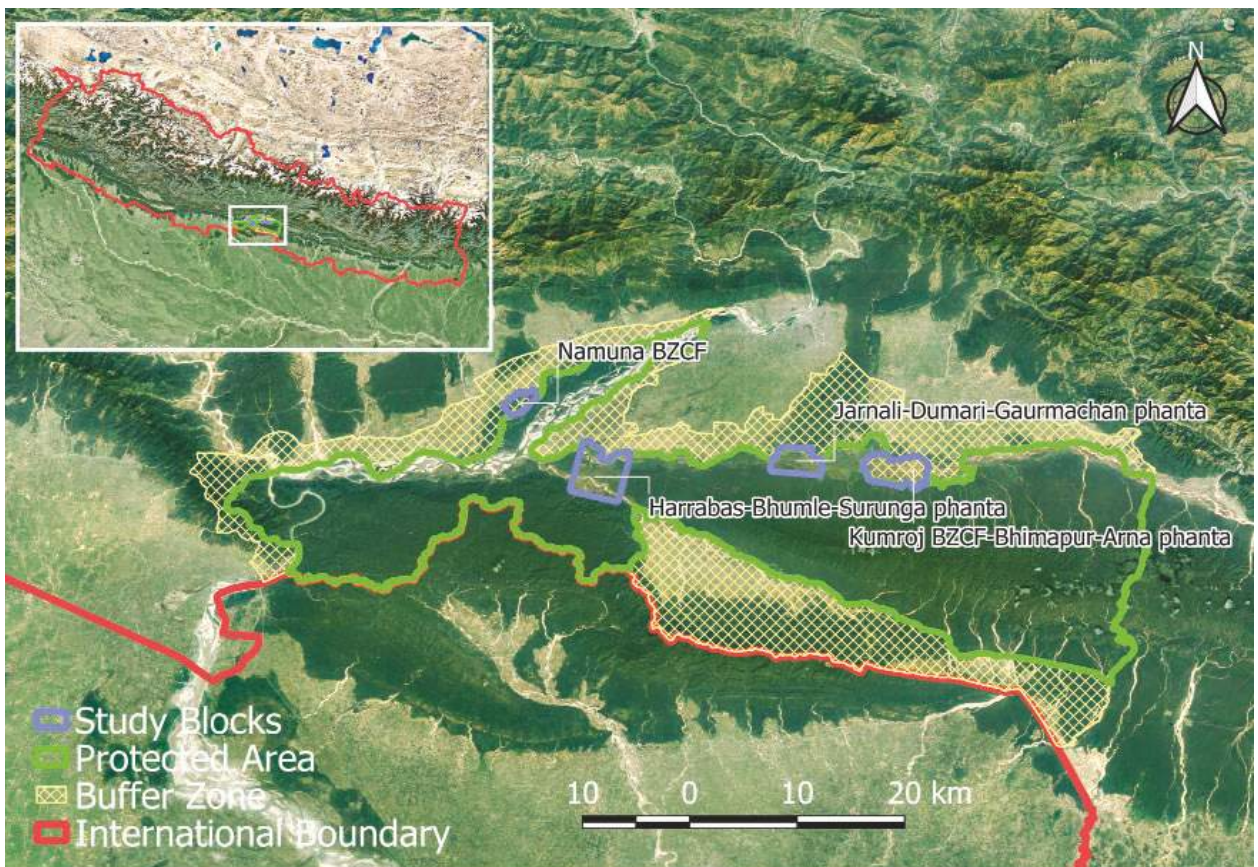 N
Namuna BZCF
Jarnali-Dumari-Gaurmachan phanta
Harrabas-Bhumle-Surunga phanta
Kumroj BZCF-Bhimapur-Arna phanta
Study Blocks
Protected Area
Buffer Zone
International Boundary
10 0 10 20 km